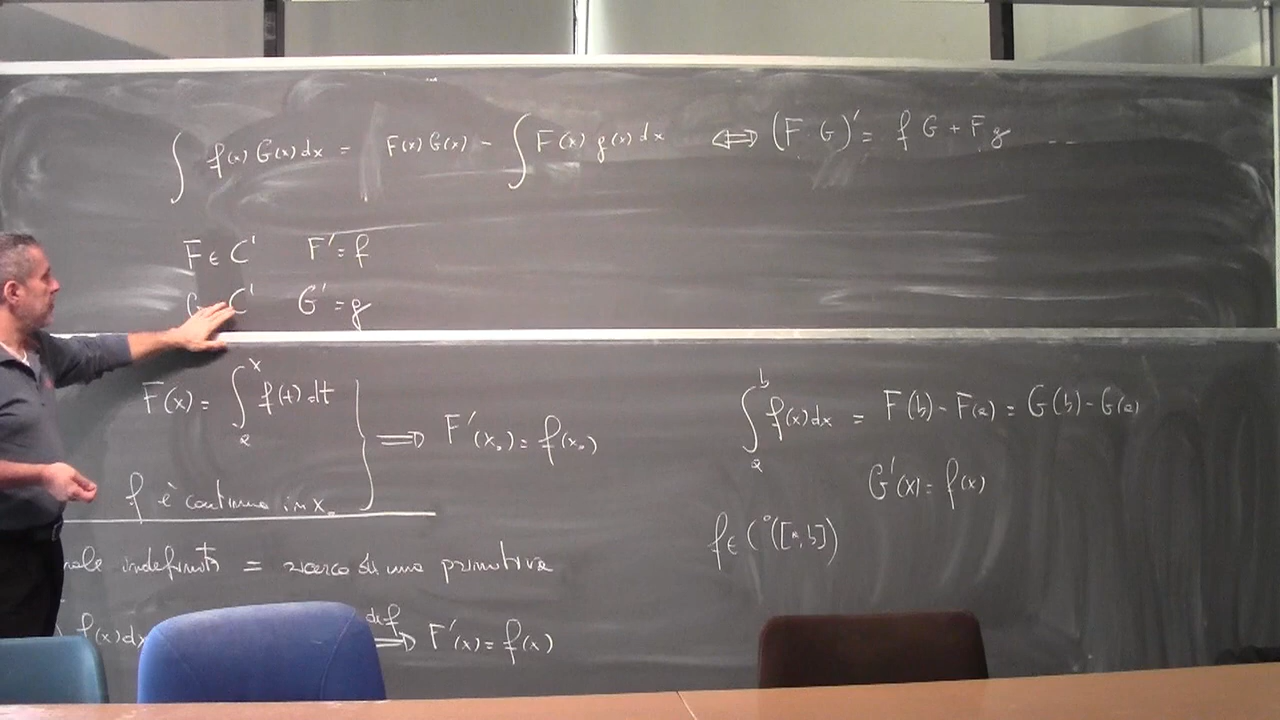 ∫ f(x) G(x) dx = F(x) G(x) - ∫ F(x) g(x) dx ⟺ (F · G)' = f G + F g --
F ∈ C¹ F' = f
G C¹ G' = g
F(x) = ∫ₐˣ f(t) dt
f è continua in x₀
⟹ F'(x₀) = f(x₀)
indefinito = ricerca di una primitiva
f(x) dx
def
⟹ F'(x) = f(x)
∫ₐᵇ f(x) dx = F(b) - F(a) = G(b) - G(a)
G'(x) = f(x)
f ∈ C⁰([a,b])